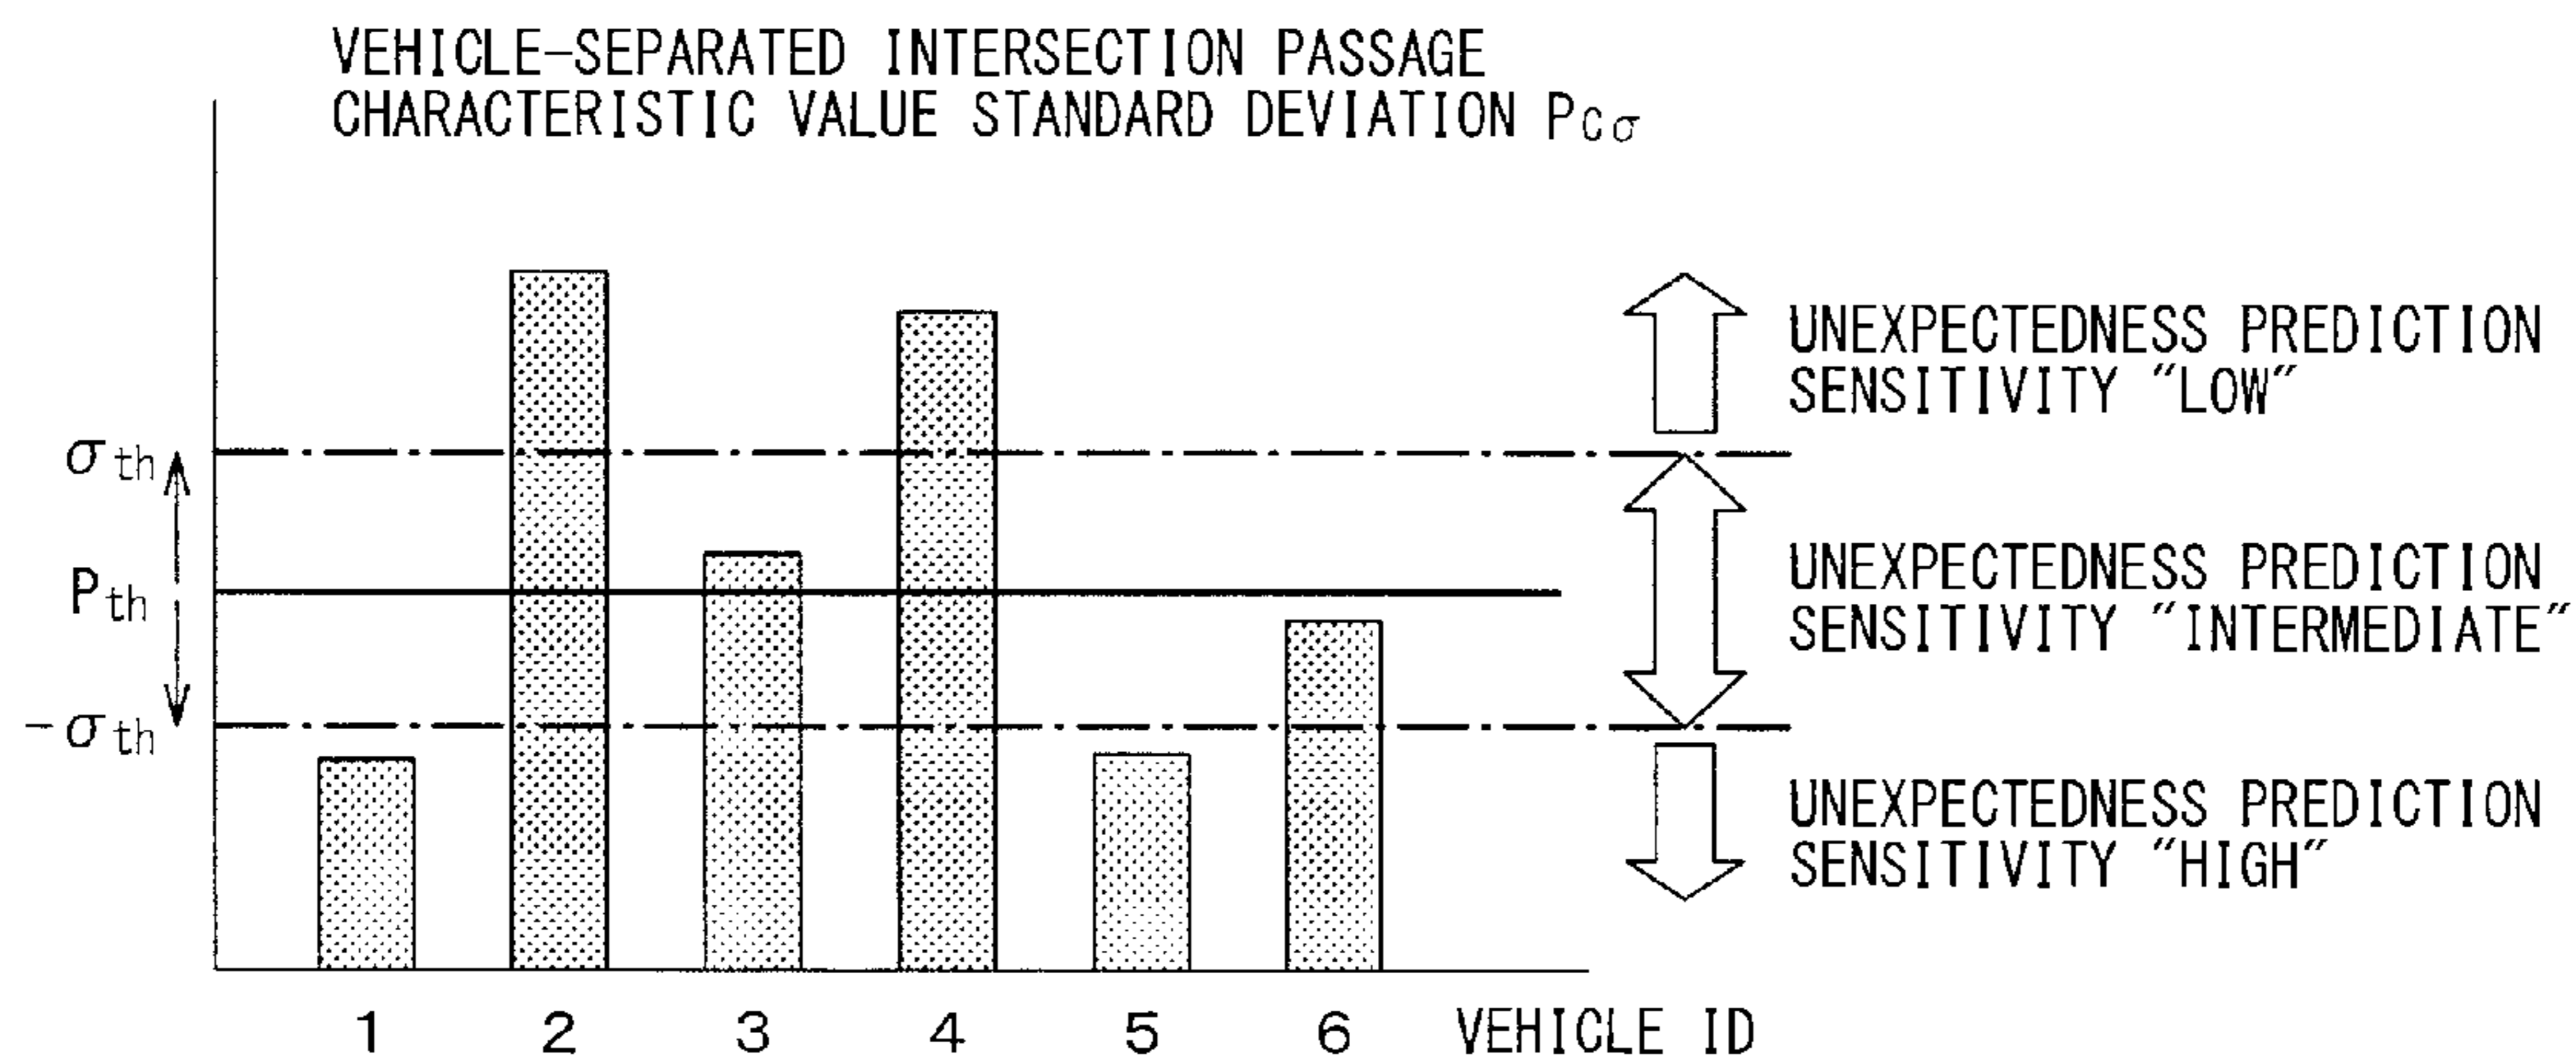 VEHICLE-SEPARATED INTERSECTION PASSAGE
CHARACTERISTIC VALUE STANDARD DEVIATION Pcσ
UNEXPECTEDNESS PREDICTION
SENSITIVITY "LOW"
σth
UNEXPECTEDNESS PREDICTION
SENSITIVITY "INTERMEDIATE"
Pth
-σth
UNEXPECTEDNESS PREDICTION
SENSITIVITY "HIGH"
1 2 3 4 5 6 VEHICLE ID